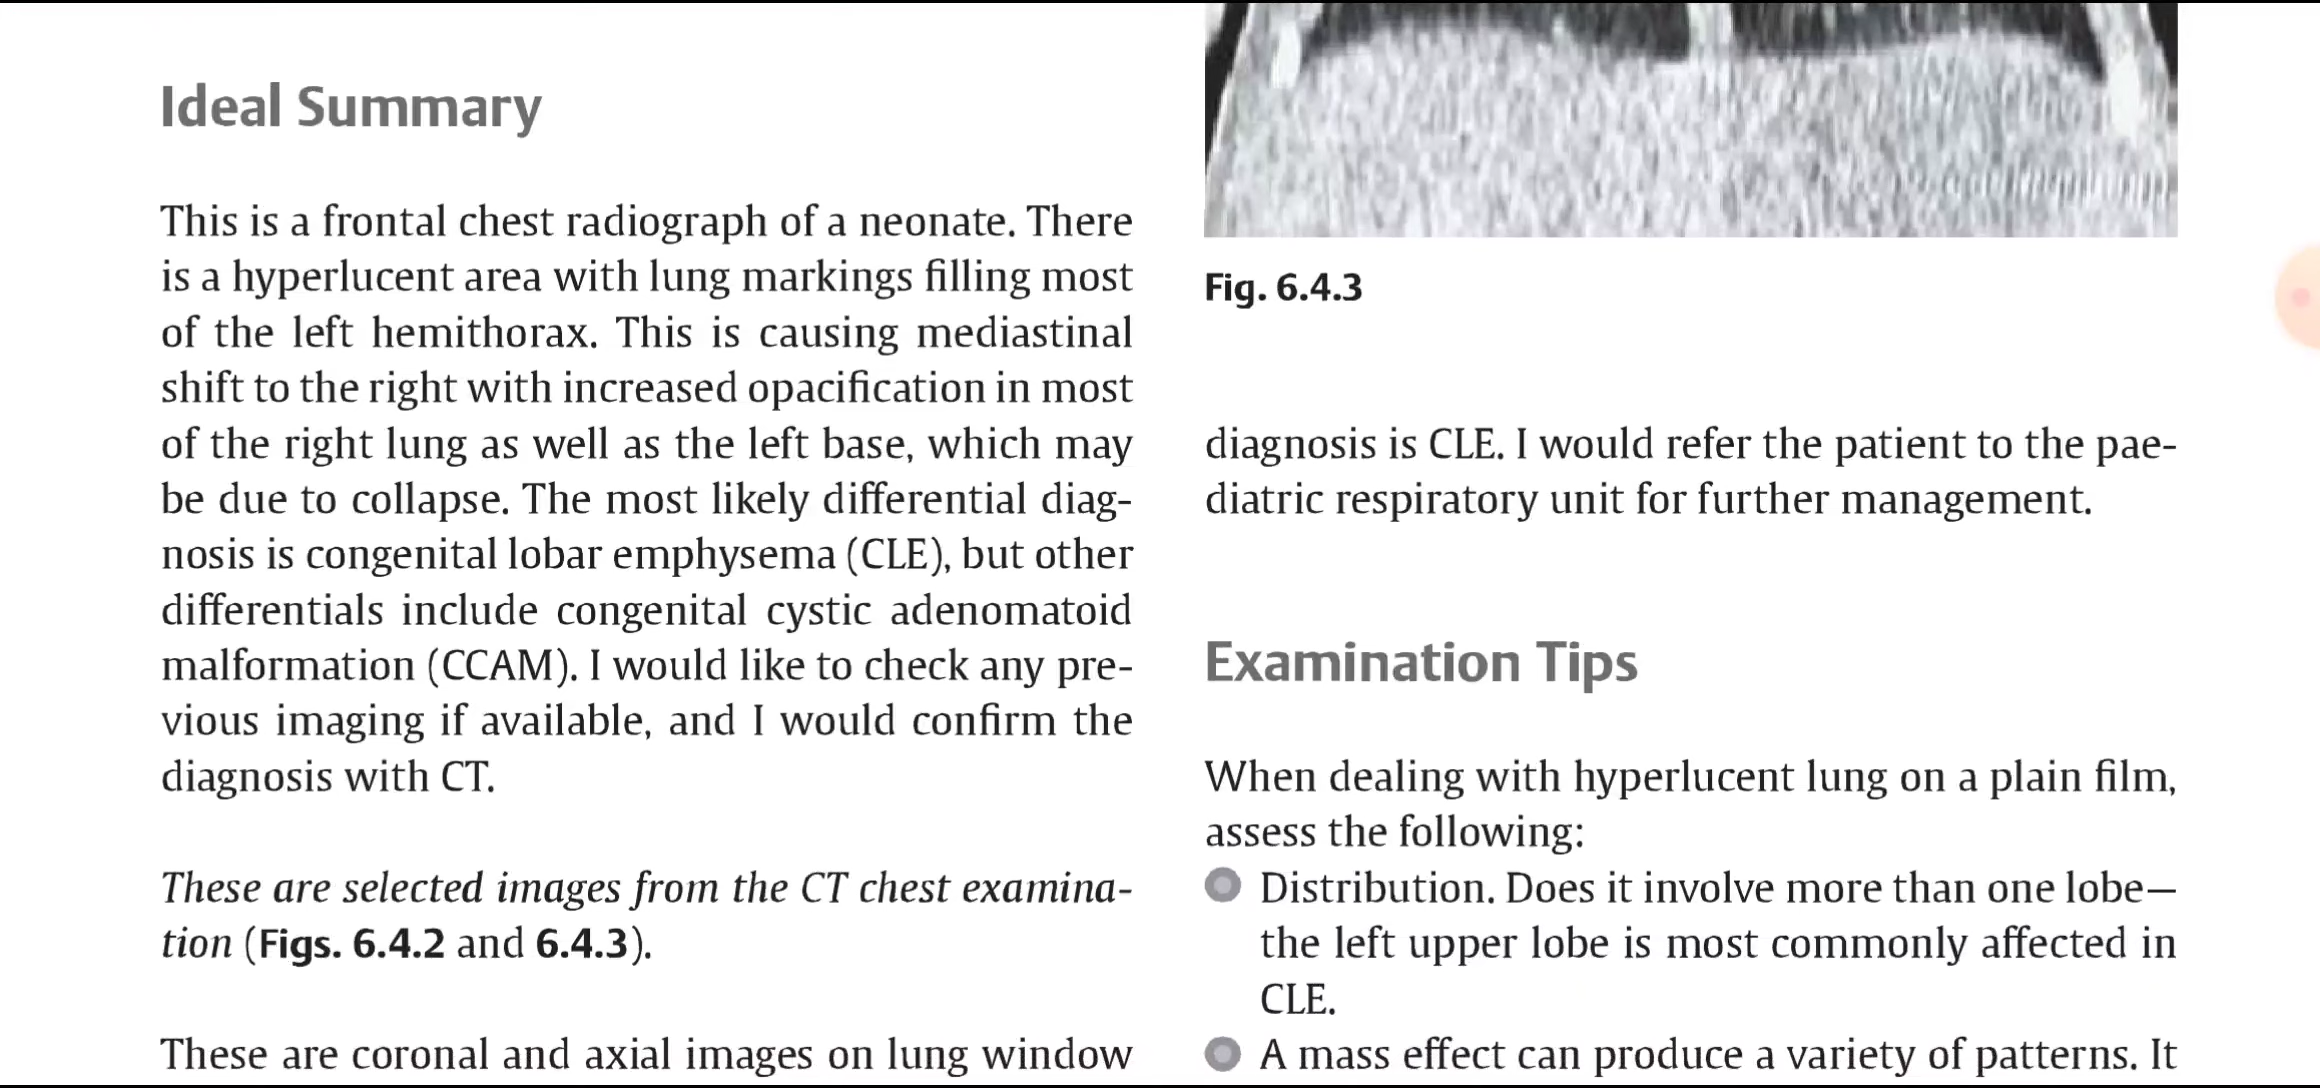 Ideal Summary
This is a frontal chest radiograph of a neonate. There
is a hyperlucent area with lung markings filling most
of the left hemithorax. This is causing mediastinal
shift to the right with increased opacification in most
of the right lung as well as the left base, which may
be due to collapse. The most likely differential diag-
nosis is congenital lobar emphysema (CLE), but other
differentials include congenital cystic adenomatoid
malformation (CCAM). I would like to check any pre-
vious imaging if available, and I would confirm the
diagnosis with CT.
These are selected images from the CT chest examina-
tion (Figs. 6.4.2 and 6.4.3).
These are coronal and axial images on lung window
Fig. 6.4.3
diagnosis is CLE. I would refer the patient to the pae-
diatric respiratory unit for further management.
Examination Tips
When dealing with hyperlucent lung on a plain film,
assess the following:
Distribution. Does it involve more than one lobe—
the left upper lobe is most commonly affected in
CLE.
A mass effect can produce a variety of patterns. It